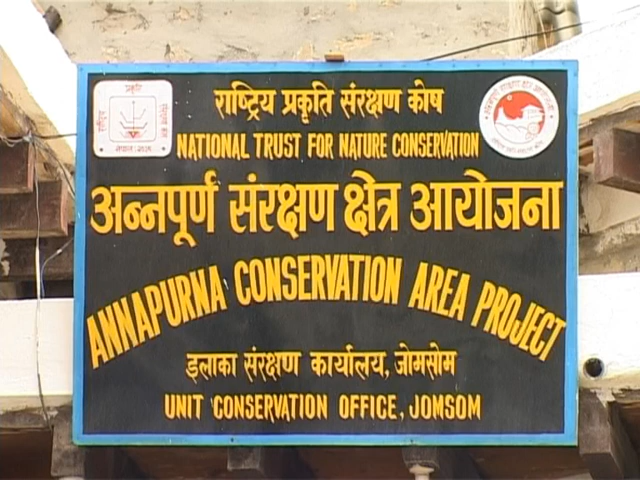 राष्ट्रिय प्रकृति संरक्षण कोष
NATIONAL TRUST FOR NATURE CONSERVATION
अन्नपूर्ण संरक्षण क्षेत्र आयोजना
ANNAPURNA CONSERVATION AREA PROJECT
इलाका संरक्षण कार्यालय, जोमसोम
UNIT CONSERVATION OFFICE, JOMSOM